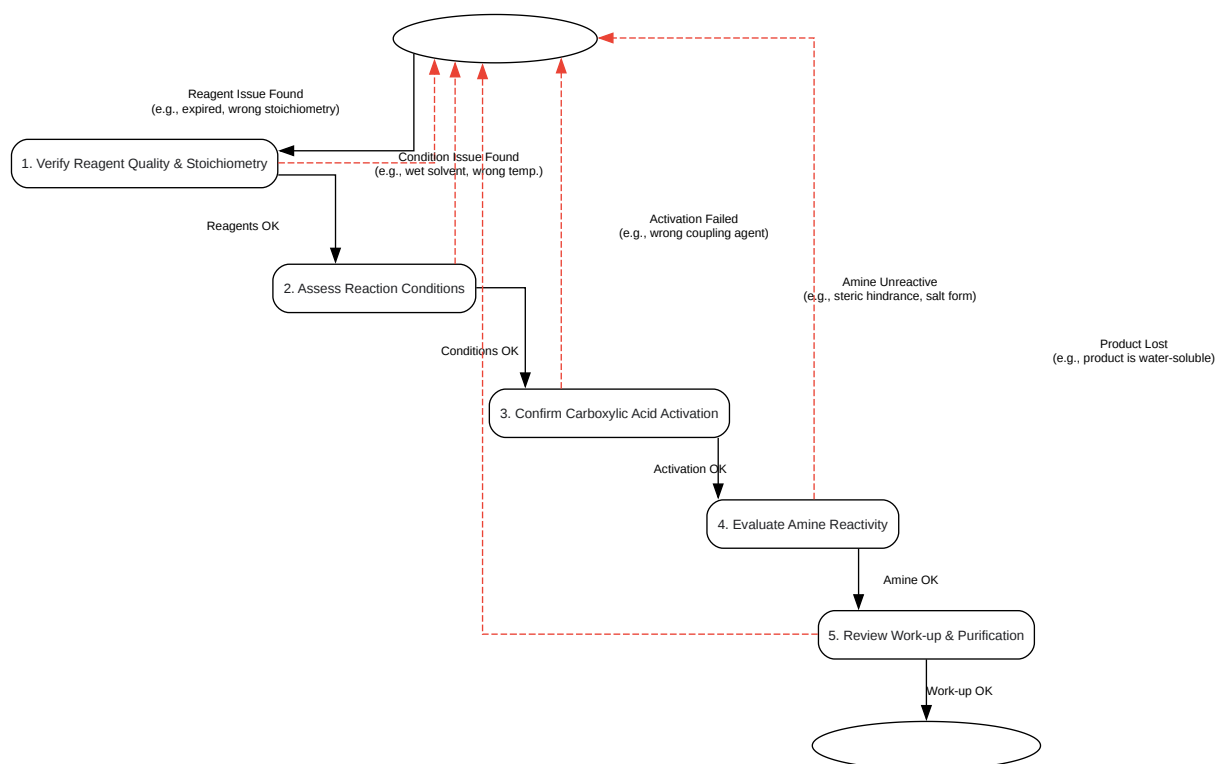 Reagent Issue Found
(e.g., expired, wrong stoichiometry)
1. Verify Reagent Quality & Stoichiometry
Condition Issue Found
(e.g., wet solvent, wrong temp.)
Reagents OK
Activation Failed
(e.g., wrong coupling agent)
2. Assess Reaction Conditions
Amine Unreactive
(e.g., steric hindrance, salt form)
Conditions OK
Product Lost
(e.g., product is water-soluble)
3. Confirm Carboxylic Acid Activation
Activation OK
4. Evaluate Amine Reactivity
Amine OK
5. Review Work-up & Purification
Work-up OK